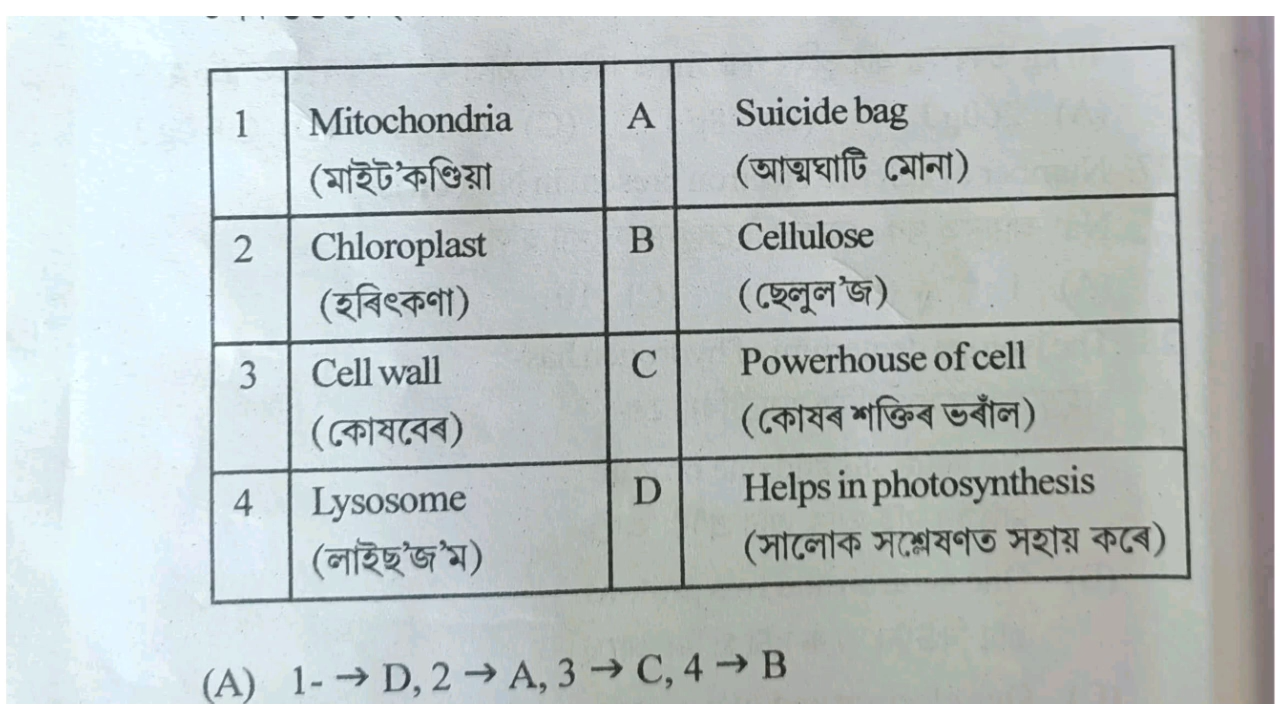 1 Mitochondria A Suicide bag
(মাইট'কণ্ডিয়া (আত্মঘাটি মোনা)
2 Chloroplast B Cellulose
(হৰিৎকণা) (ছেলুল'জ)
3 Cell wall C Powerhouse of cell
(কোষবেৰ) (কোষৰ শক্তিৰ ভৰাঁল)
4 Lysosome D Helps in photosynthesis
(লাইছ'জ'ম) (সালোক সংশ্লেষণত সহায় কৰে)
(A) 1- → D, 2 → A, 3 → C, 4 → B